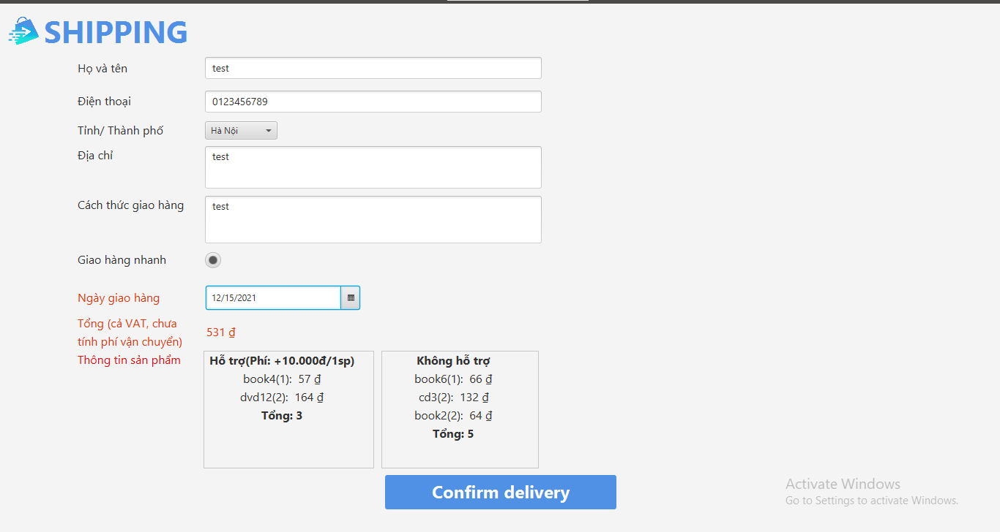 SHIPPING
Họ và tên test
Điện thoại 0123456789
Tỉnh/ Thành phố Hà Nội
Địa chỉ test
Cách thức giao hàng test
Giao hàng nhanh
Ngày giao hàng 12/15/2021
Tổng (cả VAT, chưa
tính phí vận chuyển) 531 ₫
Thông tin sản phẩm
Hỗ trợ(Phí: +10.000đ/1sp)
book4(1): 57 ₫
dvd12(2): 164 ₫
Tổng: 3
Không hỗ trợ
book6(1): 66 ₫
cd3(2): 132 ₫
book2(2): 64 ₫
Tổng: 5
Confirm delivery
Activate Windows
Go to Settings to activate Windows.